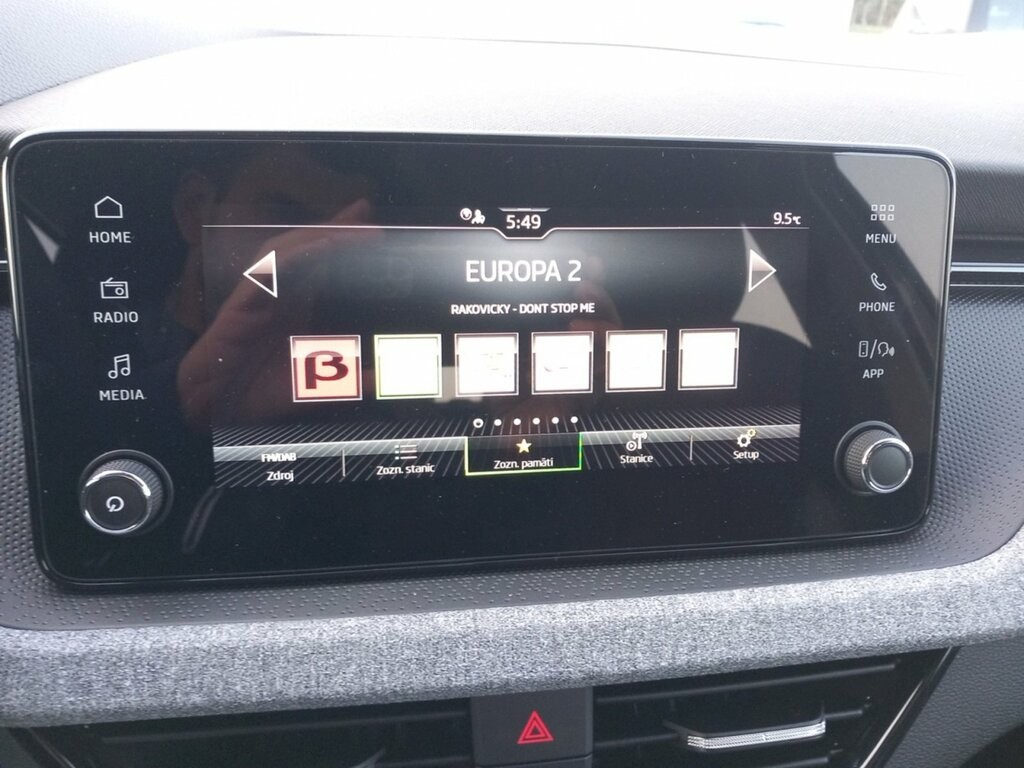 5:49
9.5°C
HOME
MENU
EUROPA 2
RAKOVICKY - DONT STOP ME
RADIO
PHONE
β
MEDIA
APP
FM/DAB
Zdroj
Zozn. staníc
Zozn. pamäti
Stanice
Setup